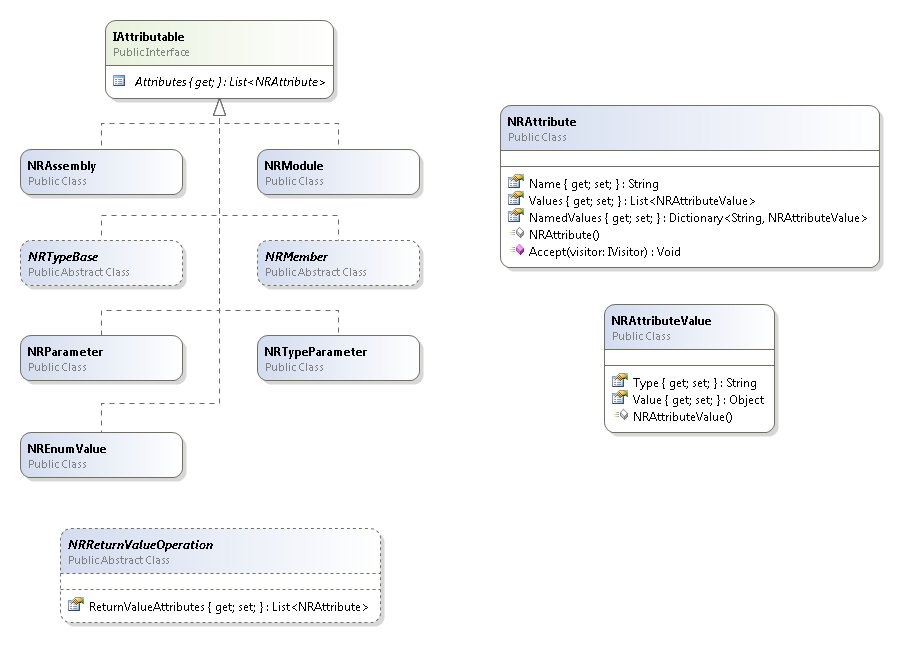 IAttributable
Public Interface
Attributes { get; } : List<NRAttribute>
NRAssembly
Public Class
NRModule
Public Class
NRTypeBase
Public Abstract Class
NRMember
Public Abstract Class
NRParameter
Public Class
NRTypeParameter
Public Class
NREnumValue
Public Class
NRReturnValueOperation
Public Abstract Class
ReturnValueAttributes { get; set; } : List<NRAttribute>
NRAttribute
Public Class
Name { get; set; } : String
Values { get; set; } : List<NRAttributeValue>
NamedValues { get; set; } : Dictionary<String, NRAttributeValue>
NRAttribute()
Accept(visitor: IVisitor) : Void
NRAttributeValue
Public Class
Type { get; set; } : String
Value { get; set; } : Object
NRAttributeValue()